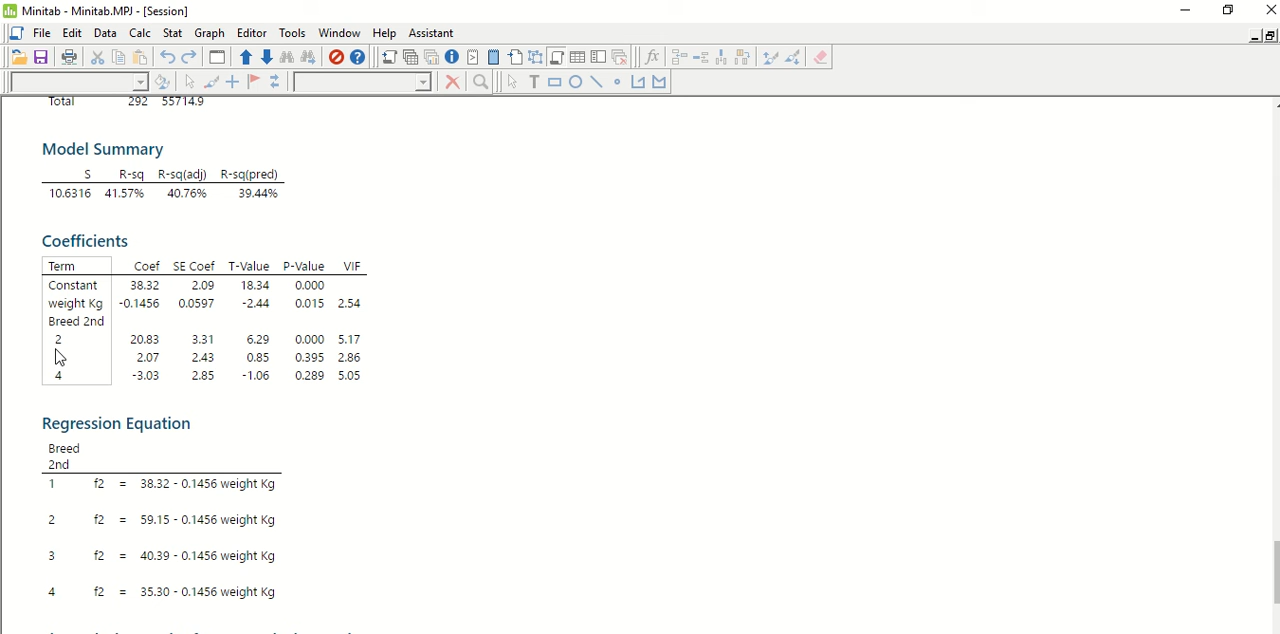 Minitab - Minitab.MPJ - [Session]
File Edit Data Calc Stat Graph Editor Tools Window Help Assistant
Total 292 55714.9
Model Summary
S R-sq R-sq(adj) R-sq(pred)
10.6316 41.57% 40.76% 39.44%
Coefficients
Term Coef SE Coef T-Value P-Value VIF
Constant 38.32 2.09 18.34 0.000
weight Kg -0.1456 0.0597 -2.44 0.015 2.54
Breed 2nd
2 20.83 3.31 6.29 0.000 5.17
2.07 2.43 0.85 0.395 2.86
4 -3.03 2.85 -1.06 0.289 5.05
Regression Equation
Breed
2nd
1 f2 = 38.32 - 0.1456 weight Kg
2 f2 = 59.15 - 0.1456 weight Kg
3 f2 = 40.39 - 0.1456 weight Kg
4 f2 = 35.30 - 0.1456 weight Kg